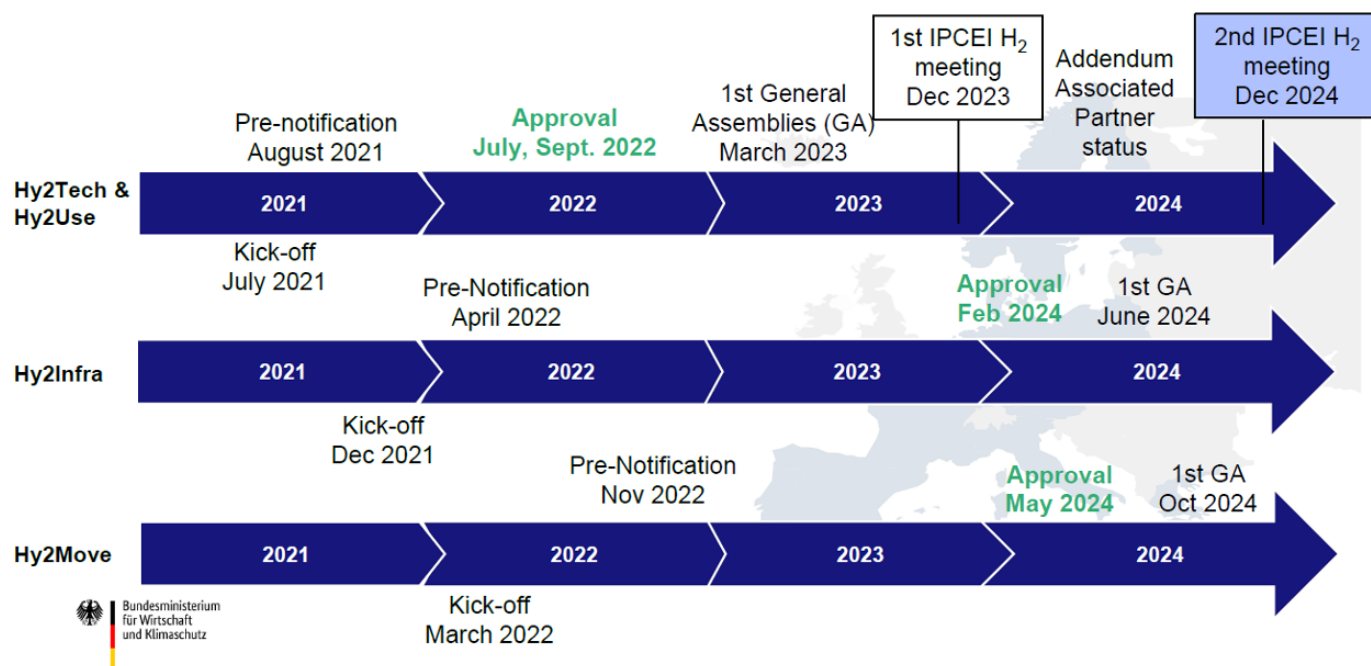 1st IPCEI H₂
meeting
Dec 2023
2nd IPCEI H₂
meeting
Dec 2024
Addendum
Associated
Partner
status
1st General
Assemblies (GA)
March 2023
Approval
July, Sept. 2022
Pre-notification
August 2021
Hy2Tech &
Hy2Use
2021
2022
2023
2024
Kick-off
July 2021
Pre-Notification
April 2022
Approval
Feb 2024
1st GA
June 2024
Hy2Infra
2021
2022
2023
2024
Kick-off
Dec 2021
Pre-Notification
Nov 2022
Approval
May 2024
1st GA
Oct 2024
Hy2Move
2021
2022
2023
2024
Kick-off
March 2022
Bundesministerium
für Wirtschaft
und Klimaschutz